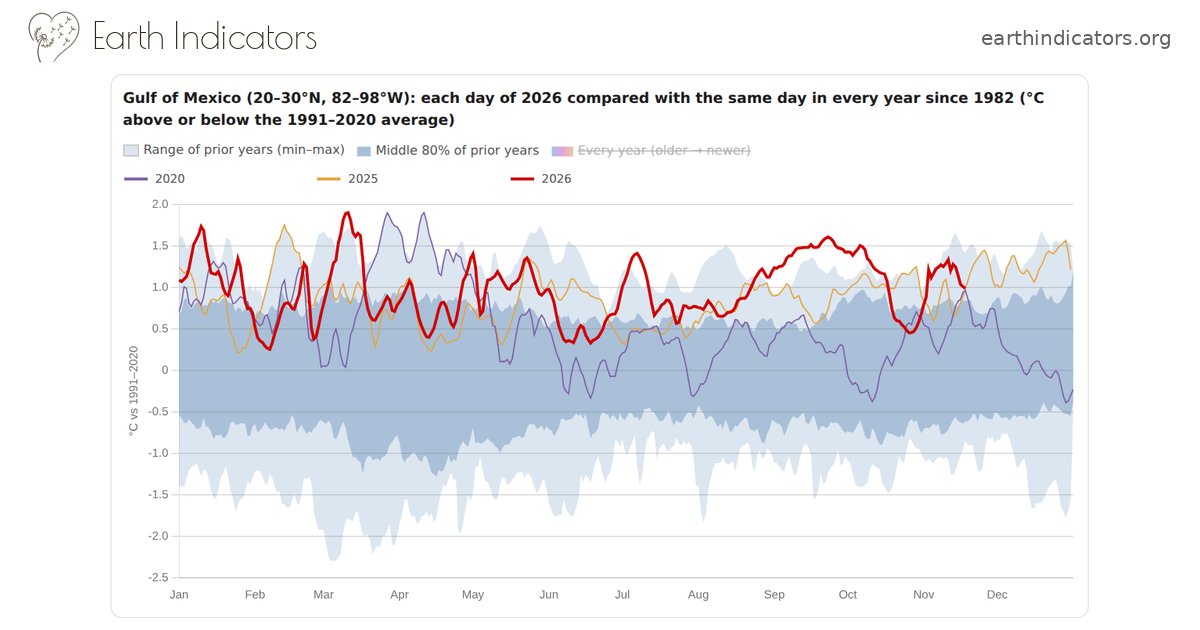 Earth Indicators
earthindicators.org
Gulf of Mexico (20–30°N, 82–98°W): each day of 2026 compared with the same day in every year since 1982 (°C
above or below the 1991–2020 average)
Range of prior years (min–max) Middle 80% of prior years Every year (older → newer)
2020 2025 2026
°C vs 1991–2020
2.0
1.5
1.0
0.5
0
-0.5
-1.0
-1.5
-2.0
-2.5
Jan Feb Mar Apr May Jun Jul Aug Sep Oct Nov Dec